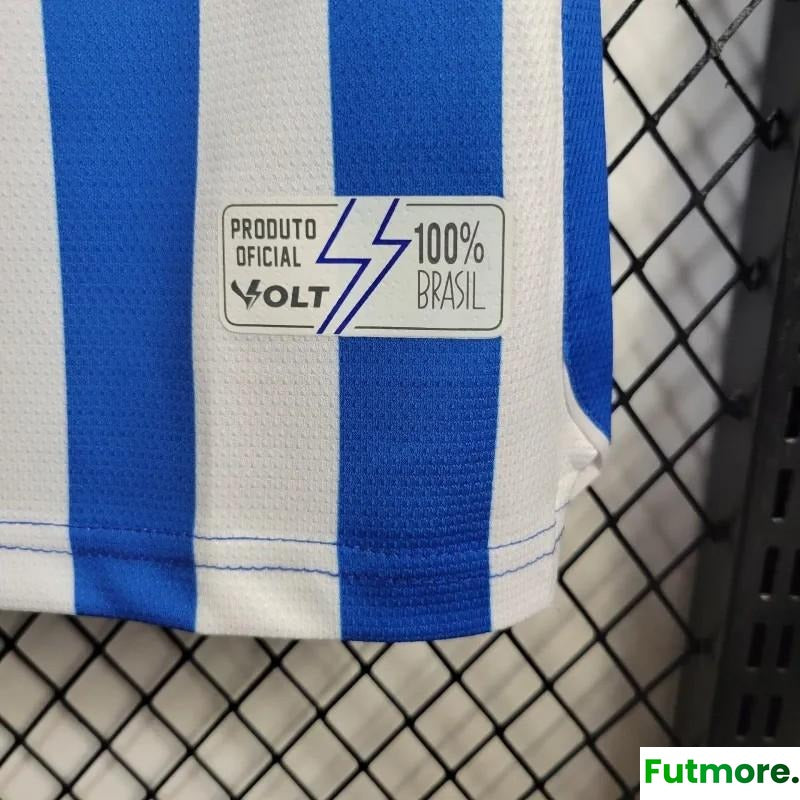 PRODUTO
OFICIAL
VOLT
100%
BRASIL
Futmore.